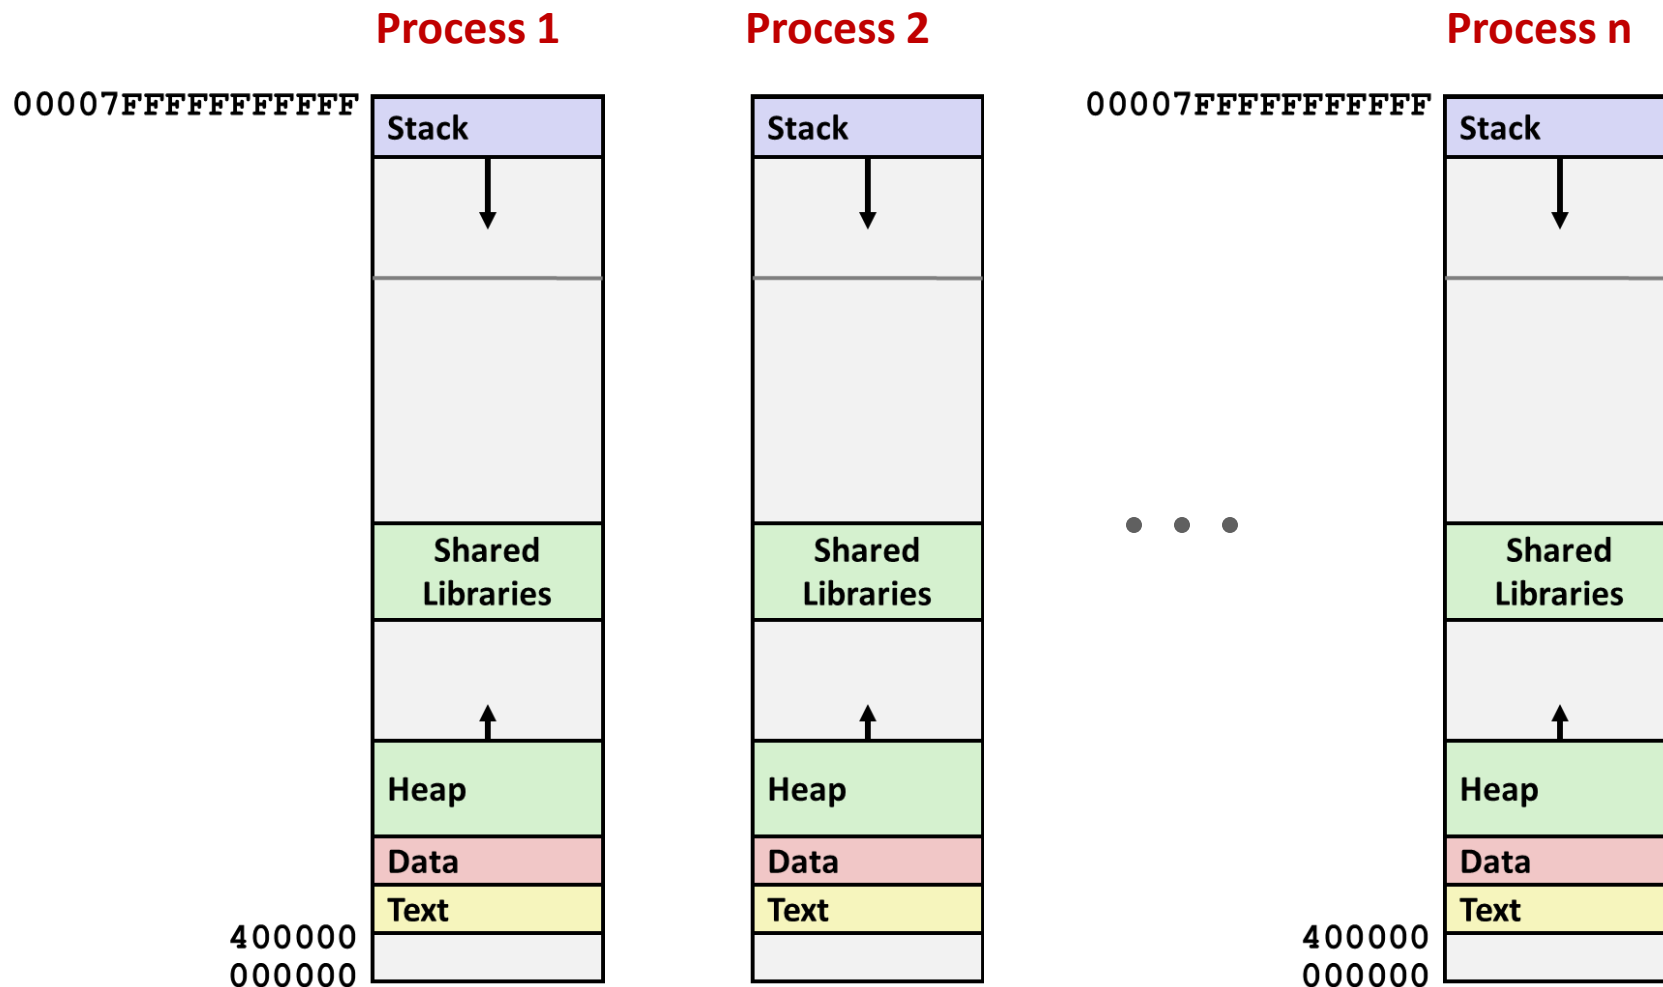 Process 1
Process 2
Process n
00007FFFFFFFFFFF
Stack
Stack
00007FFFFFFFFFFF
Stack
Shared
Libraries
Shared
Libraries
Shared
Libraries
Heap
Heap
Heap
Data
Data
Data
Text
Text
Text
400000
400000
000000
000000